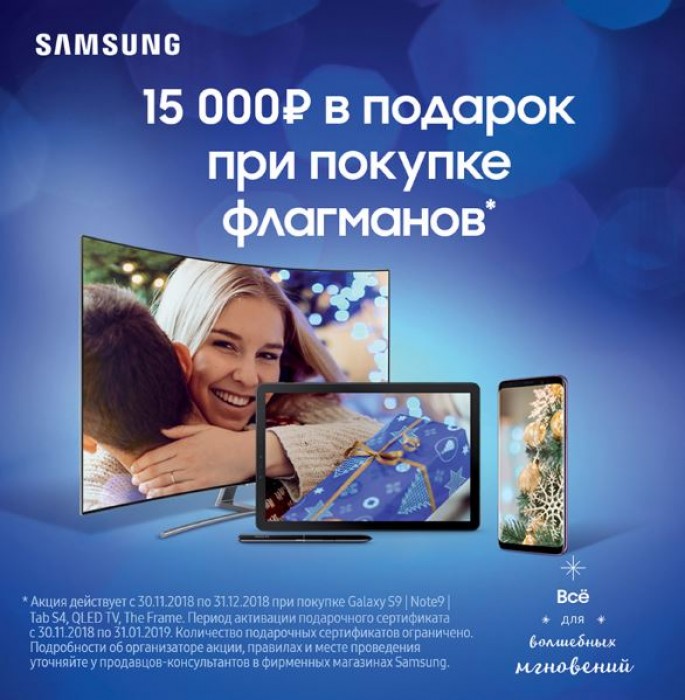 SAMSUNG
15 000₽ в подарок
при покупке
флагманов*
* Акция действует с 30.11.2018 по 31.12.2018 при покупке Galaxy S9 | Note9 |
Tab S4, QLED TV, The Frame. Период активации подарочного сертификата
с 30.11.2018 по 31.01.2019. Количество подарочных сертификатов ограничено.
Подробности об организаторе акции, правилах и месте проведения
уточняйте у продавцов-консультантов в фирменных магазинах Samsung.
Всё
для
волшебных
мгновений